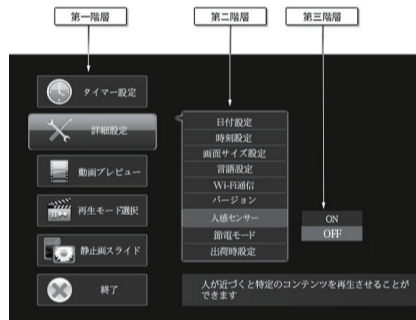 第一階層
第二階層
第三階層
タイマー設定
詳細設定
動画プレビュー
再生モード選択
静止画スライド
終了
日付設定
時刻設定
画面サイズ設定
言語設定
Wi-Fi通信
バージョン
人感センサー
節電モード
出荷時設定
ON
OFF
人が近づくと特定のコンテンツを再生させることが
できます